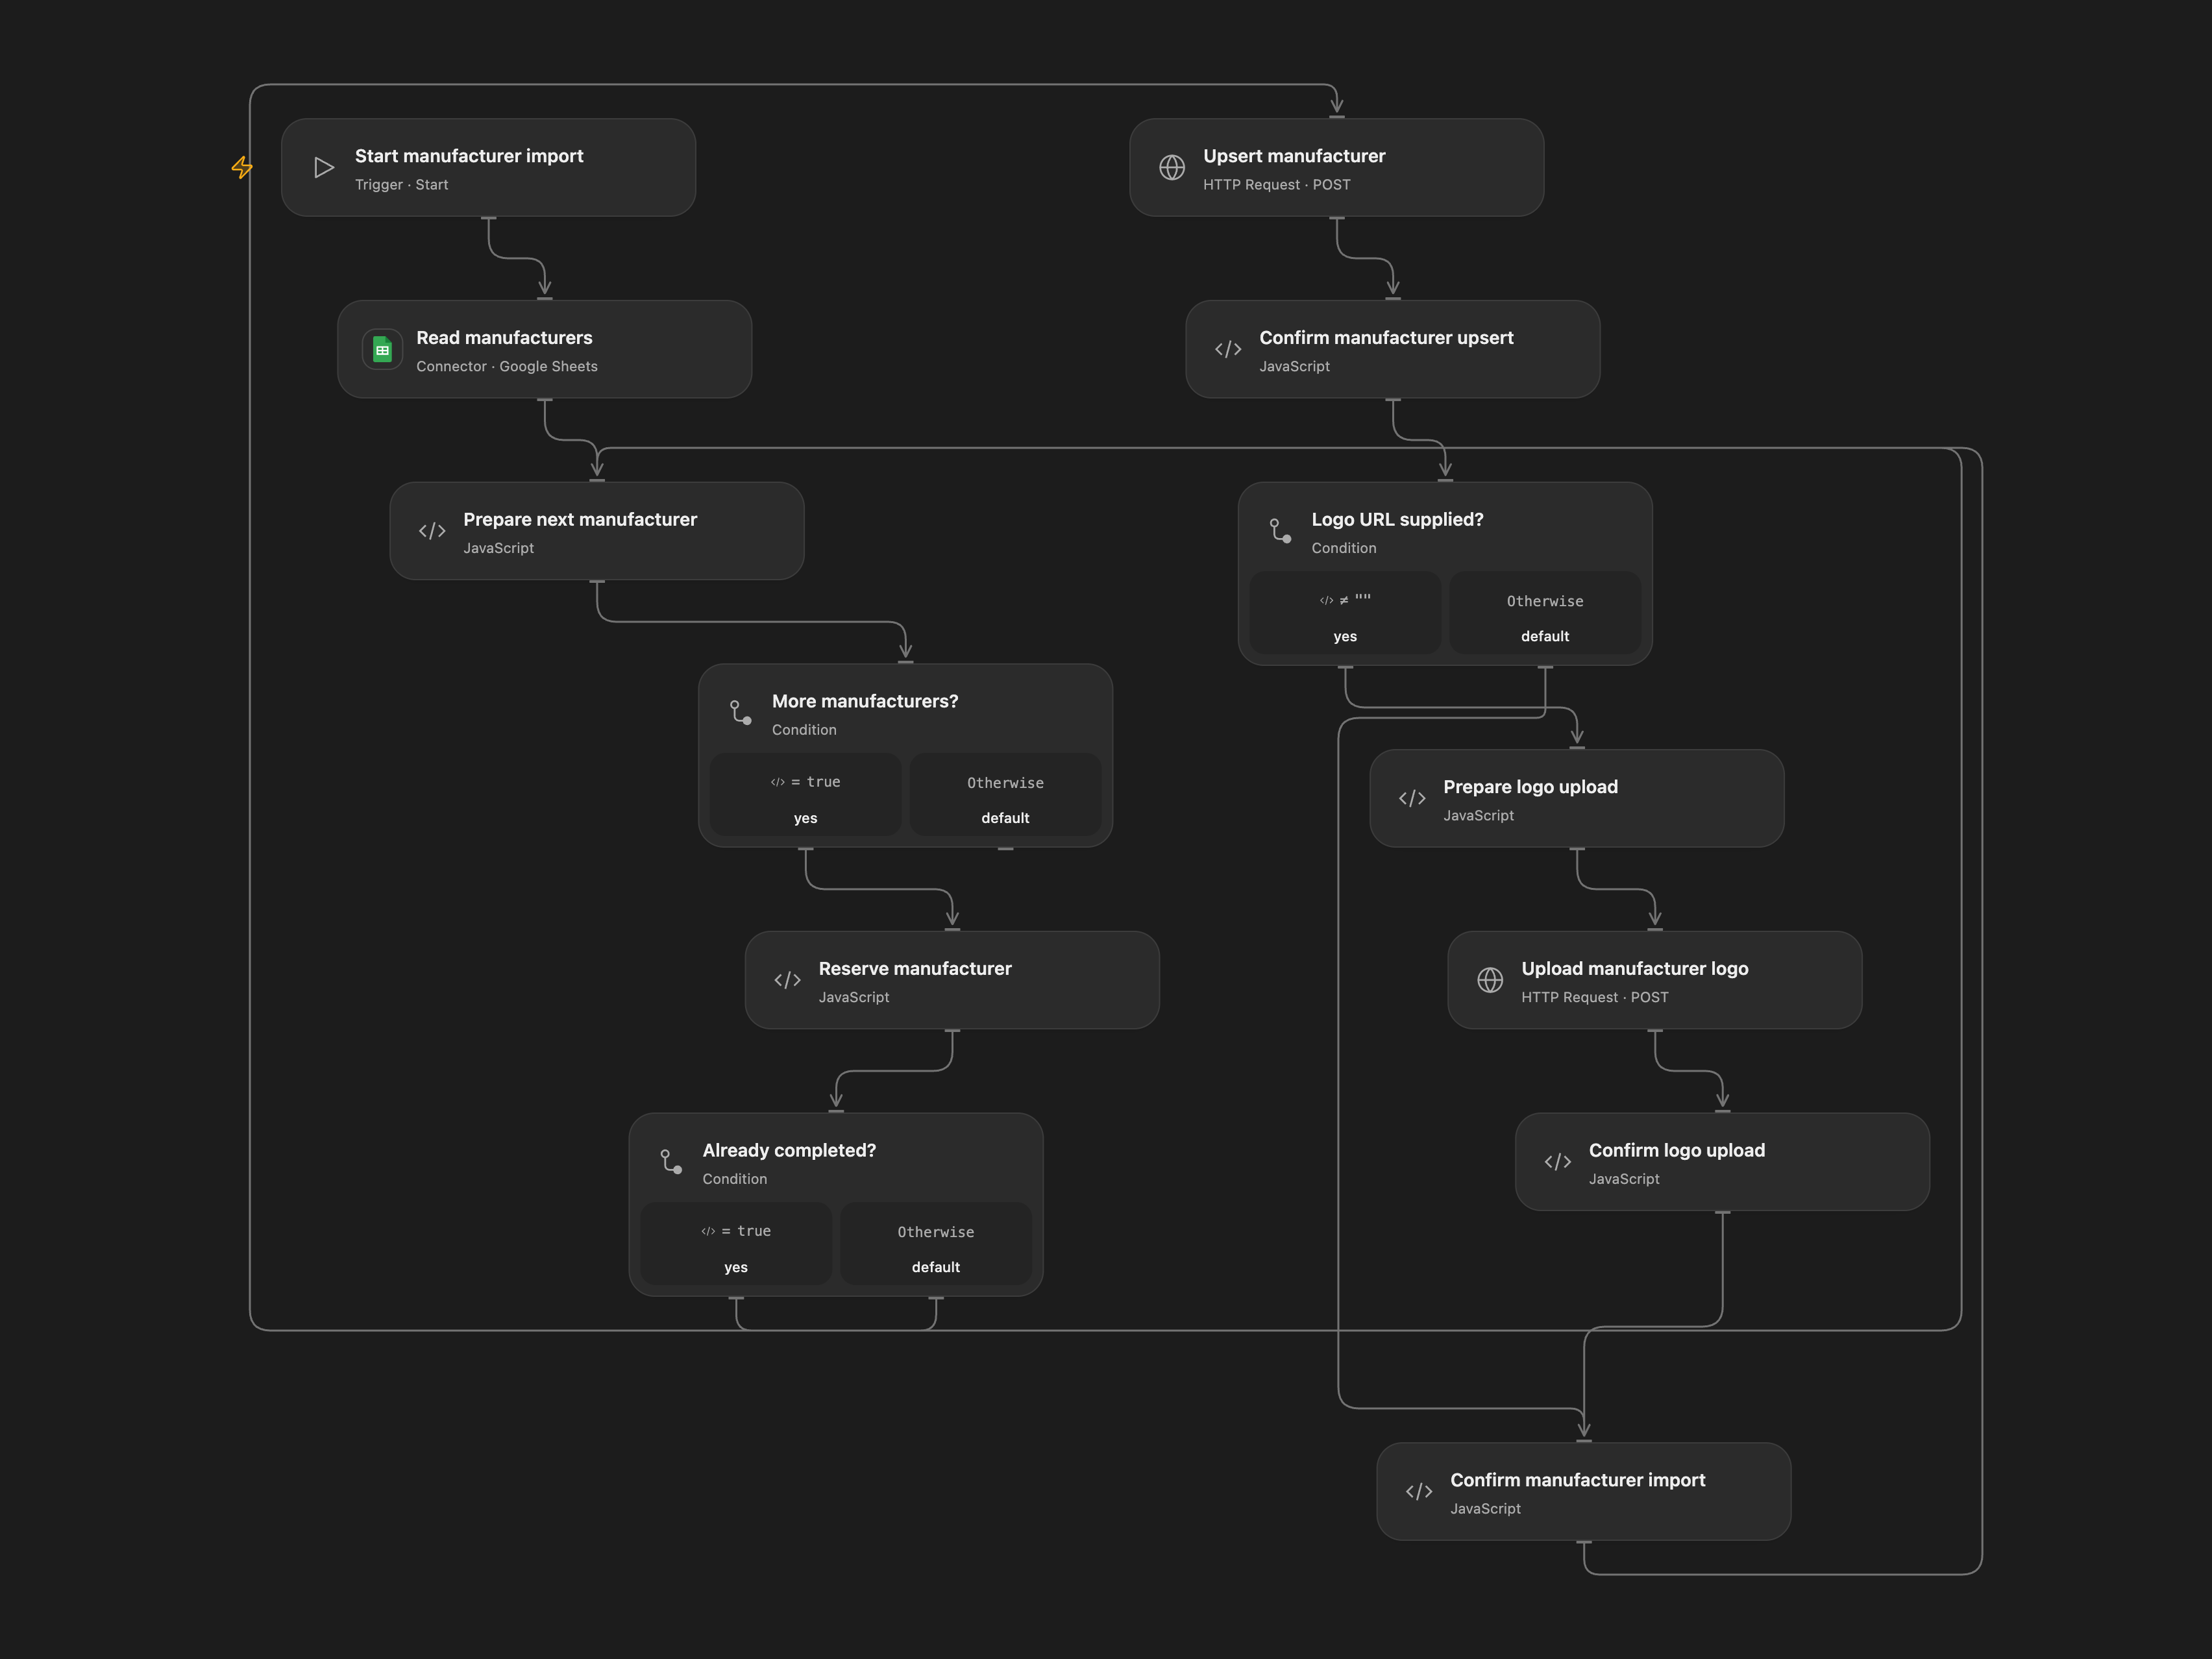 Start manufacturer import
Trigger · Start
Read manufacturers
Connector · Google Sheets
Prepare next manufacturer
JavaScript
More manufacturers?
Condition
</> = true
yes
Otherwise
default
Reserve manufacturer
JavaScript
Already completed?
Condition
</> = true
yes
Otherwise
default
Upsert manufacturer
HTTP Request · POST
Confirm manufacturer upsert
JavaScript
Logo URL supplied?
Condition
</> ≠ ""
yes
Otherwise
default
Prepare logo upload
JavaScript
Upload manufacturer logo
HTTP Request · POST
Confirm logo upload
JavaScript
Confirm manufacturer import
JavaScript